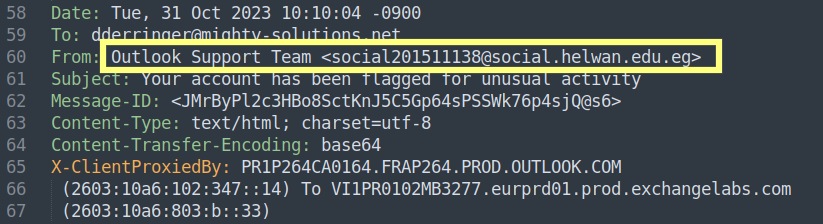 58 Date: Tue, 31 Oct 2023 10:10:04 -0900
59 To: dderringer@mighty-solutions.net
60 From: Outlook Support Team <social201511138@social.helwan.edu.eg>
61 Subject: Your account has been flagged for unusual activity
62 Message-ID: <JMrByPl2c3HBo8SctKnJ5C5Gp64sPSSWk76p4sjQ@s6>
63 Content-Type: text/html; charset=utf-8
64 Content-Transfer-Encoding: base64
65 X-ClientProxiedBy: PR1P264CA0164.FRAP264.PROD.OUTLOOK.COM
66 (2603:10a6:102:347::14) To VI1PR0102MB3277.eurprd01.prod.exchangelabs.com
67 (2603:10a6:803:b::33)